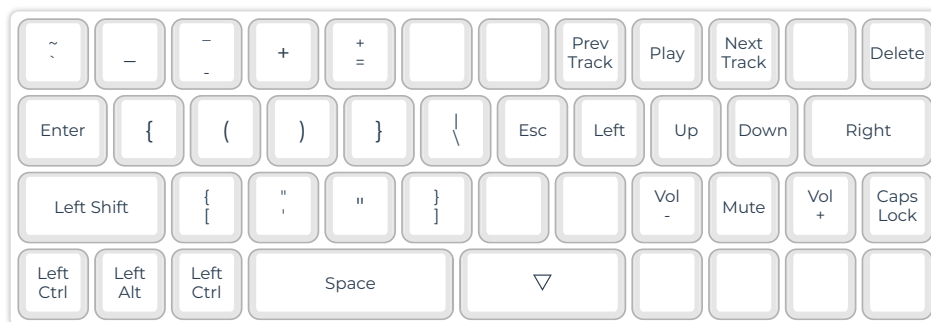 ~
`
_
_
-
+
+
=
Prev
Track
Play
Next
Track
Delete
Enter
{
(
)
}
|
\
Esc
Left
Up
Down
Right
Left Shift
{
[
"
'
"
}
]
Vol
-
Mute
Vol
+
Caps
Lock
Left
Ctrl
Left
Alt
Left
Ctrl
Space
▽